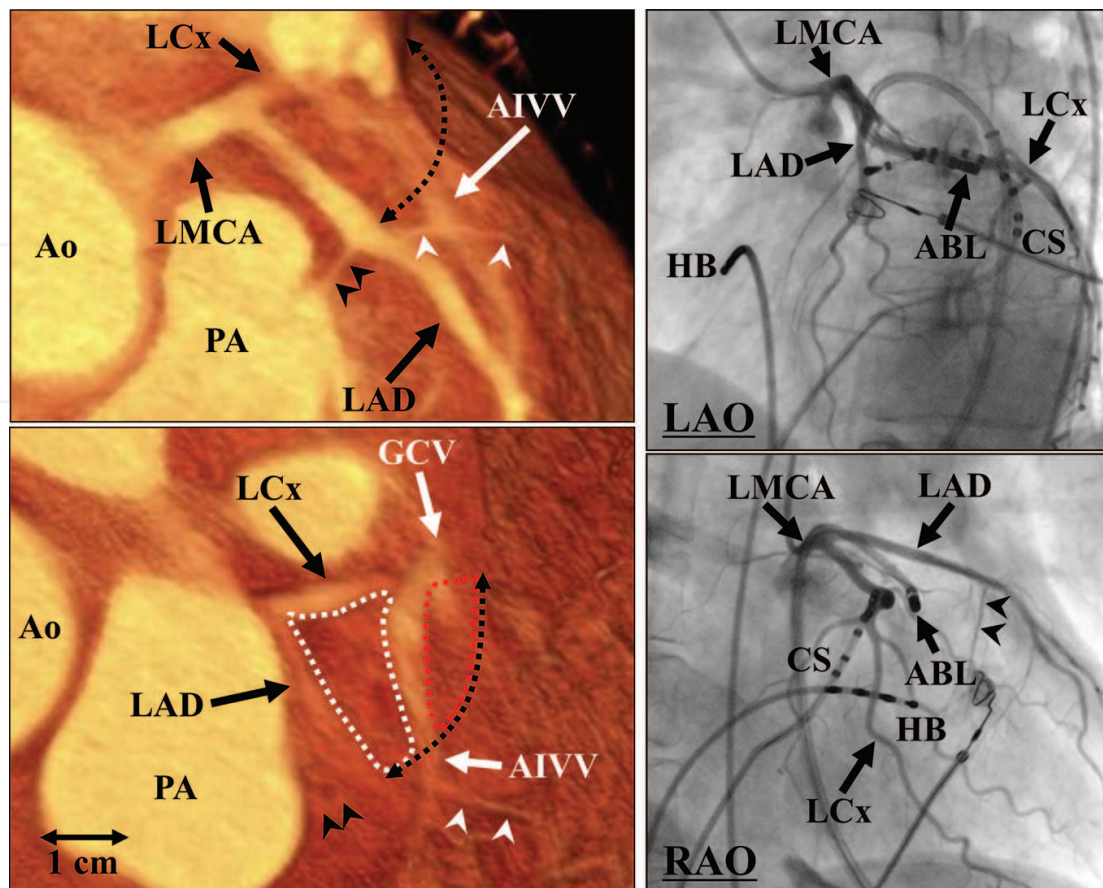 LCx
AIVV
LMCA
Ao
PA
LAD
GCV
LCx
Ao
LAD
AIVV
PA
1 cm
LMCA
LCx
LAD
ABL
CS
HB
LAO
LMCA
LAD
CS
ABL
HB
LCx
RAO